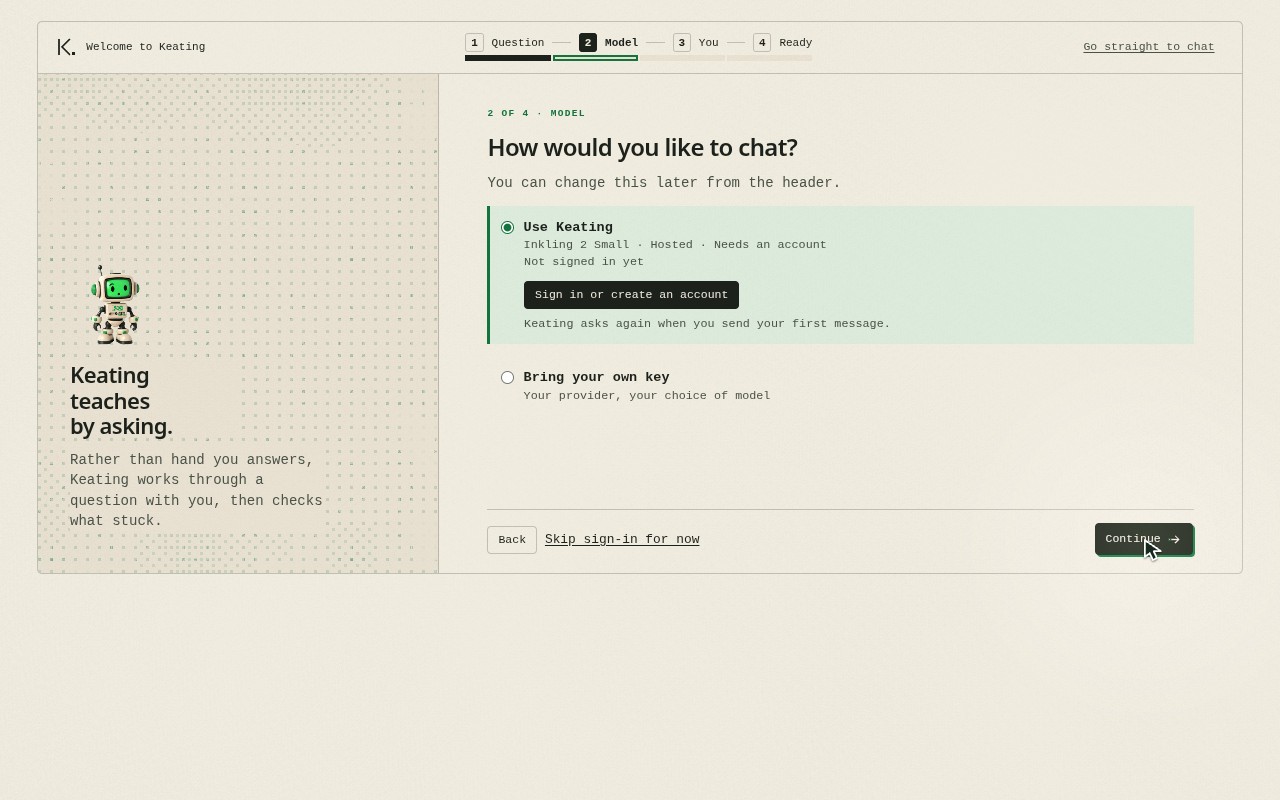 K. Welcome to Keating
1 Question 2 Model 3 You 4 Ready
Go straight to chat
Keating
teaches
by asking.
Rather than hand you answers,
Keating works through a
question with you, then checks
what stuck.
2 OF 4 · MODEL
How would you like to chat?
You can change this later from the header.
Use Keating
Inkling 2 Small · Hosted · Needs an account
Not signed in yet
Sign in or create an account
Keating asks again when you send your first message.
Bring your own key
Your provider, your choice of model
Back Skip sign-in for now
Continue →